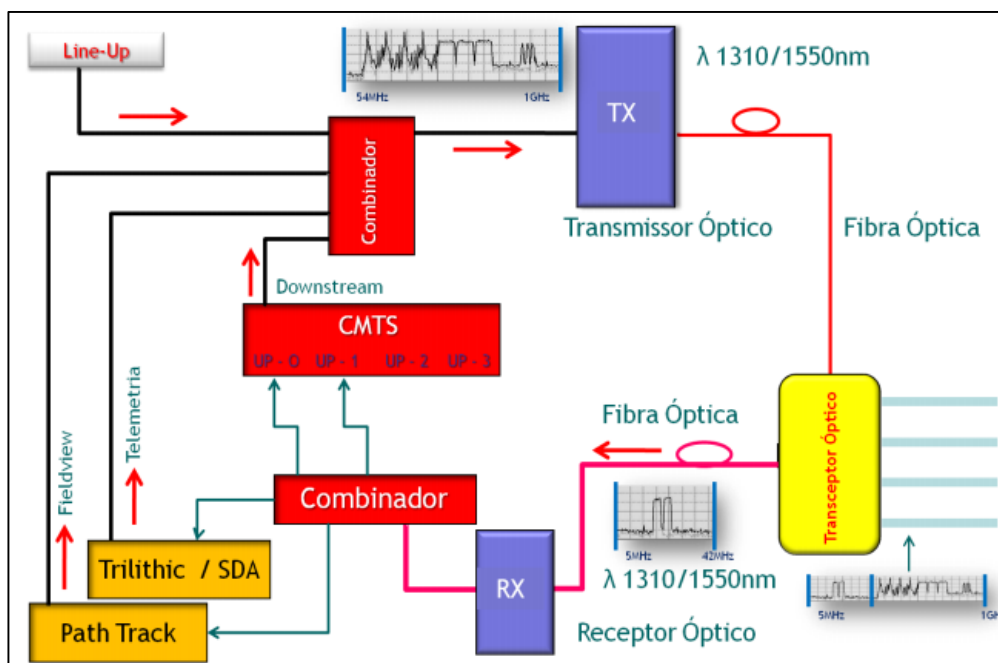 Line-Up
54MHz
1GHz
TX
λ 1310/1550nm
Combinador
Transmissor Óptico
Fibra Óptica
Downstream
CMTS
UP - 0
UP - 1
UP - 2
UP - 3
Fieldview
Telemetria
Fibra Óptica
Transceptor Óptico
Combinador
5MHz
42MHz
Trilithic / SDA
RX
λ 1310/1550nm
5MHz
1G
Path Track
Receptor Óptico